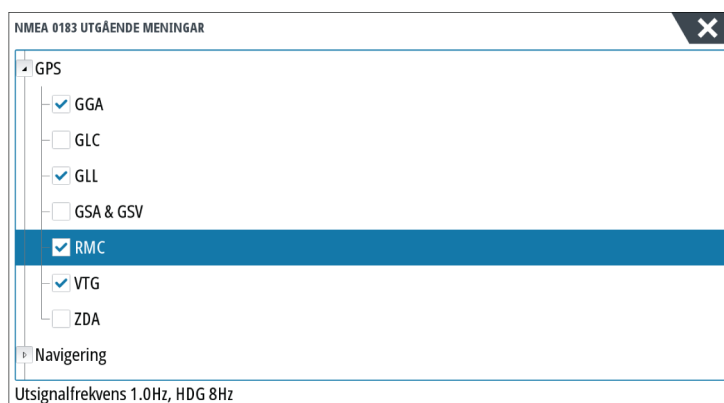 NMEA 0183 UTGÅENDE MENINGAR
GPS
GGA
GLC
GLL
GSA & GSV
RMC
VTG
ZDA
Navigering
Utsignalfrekvens 1.0Hz, HDG 8Hz